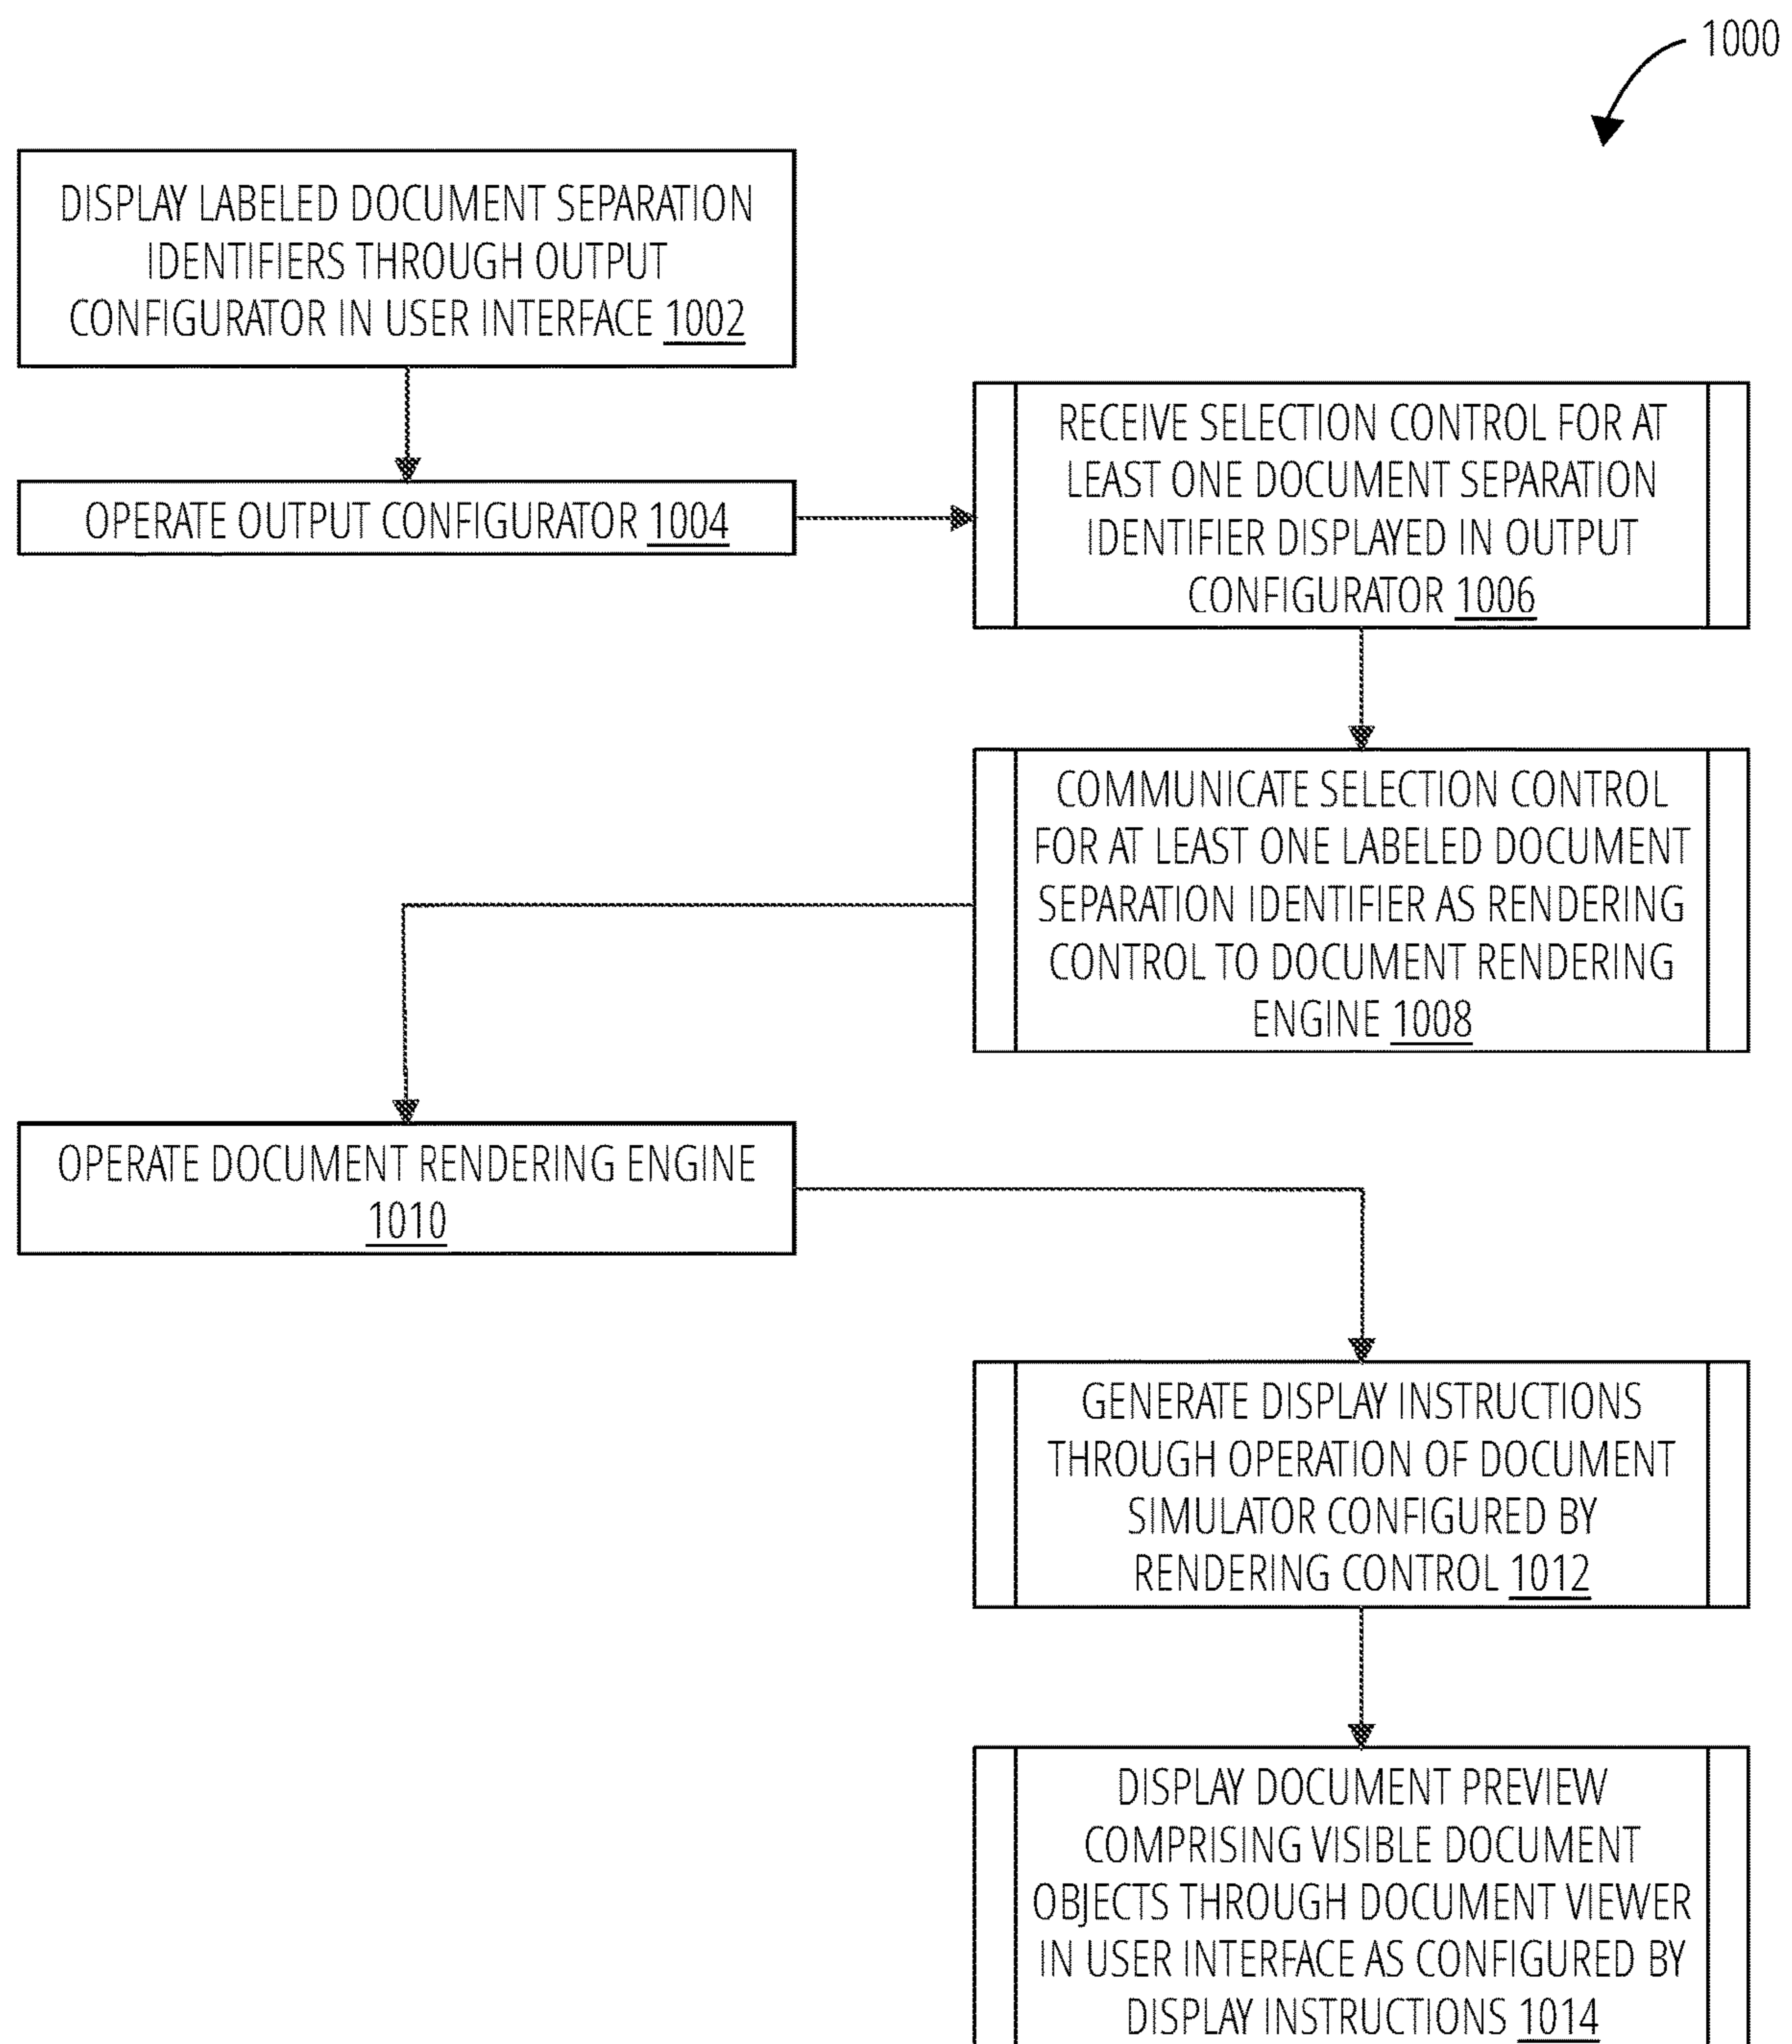 1000
DISPLAY LABELED DOCUMENT SEPARATION
IDENTIFIERS THROUGH OUTPUT
CONFIGURATOR IN USER INTERFACE 1002
OPERATE OUTPUT CONFIGURATOR 1004
RECEIVE SELECTION CONTROL FOR AT
LEAST ONE DOCUMENT SEPARATION
IDENTIFIER DISPLAYED IN OUTPUT
CONFIGURATOR 1006
COMMUNICATE SELECTION CONTROL
FOR AT LEAST ONE LABELED DOCUMENT
SEPARATION IDENTIFIER AS RENDERING
CONTROL TO DOCUMENT RENDERING
ENGINE 1008
OPERATE DOCUMENT RENDERING ENGINE
1010
GENERATE DISPLAY INSTRUCTIONS
THROUGH OPERATION OF DOCUMENT
SIMULATOR CONFIGURED BY
RENDERING CONTROL 1012
DISPLAY DOCUMENT PREVIEW
COMPRISING VISIBLE DOCUMENT
OBJECTS THROUGH DOCUMENT VIEWER
IN USER INTERFACE AS CONFIGURED BY
DISPLAY INSTRUCTIONS 1014